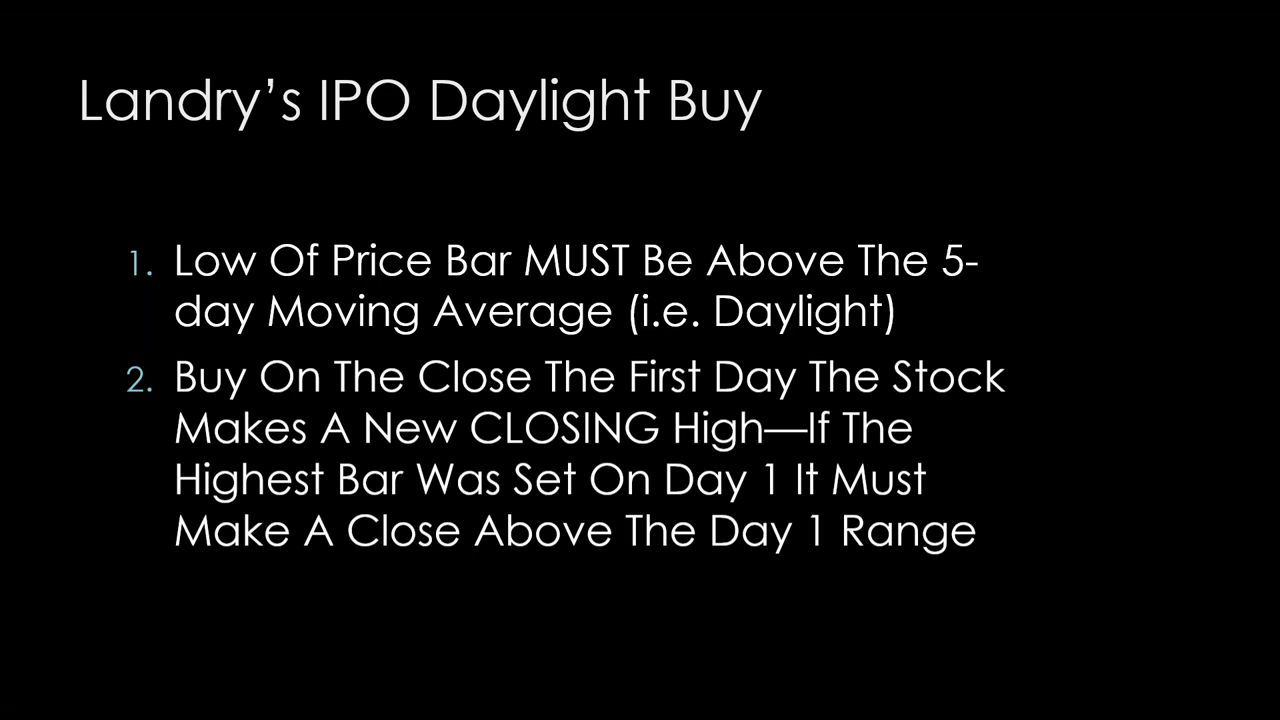 Landry’s IPO Daylight Buy
1. Low Of Price Bar MUST Be Above The 5-
day Moving Average (i.e. Daylight)
2. Buy On The Close The First Day The Stock
Makes A New CLOSING High—If The
Highest Bar Was Set On Day 1 It Must
Make A Close Above The Day 1 Range